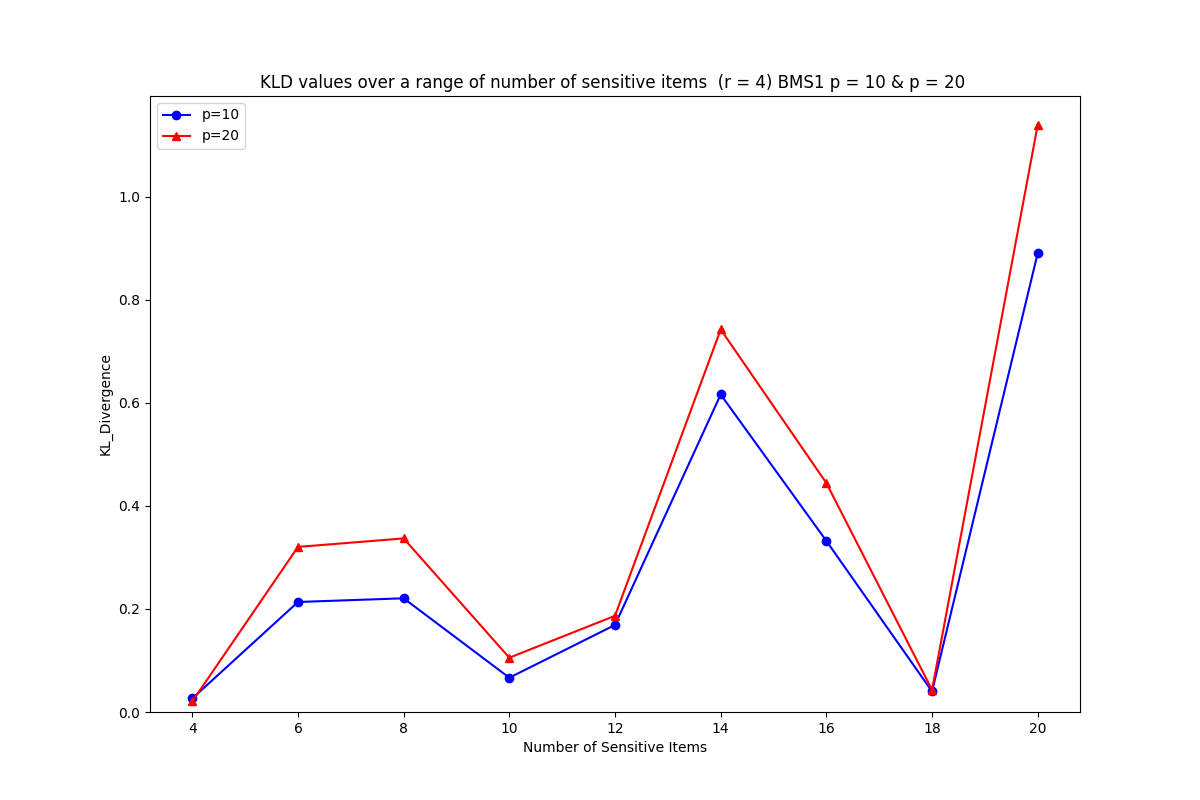 KLD values over a range of number of sensitive items  (r = 4) BMS1 p = 10 & p = 20
p=10
p=20
1.0
0.8
0.6
0.4
0.2
0.0
KL_Divergence
4 6 8 10 12 14 16 18 20
Number of Sensitive Items